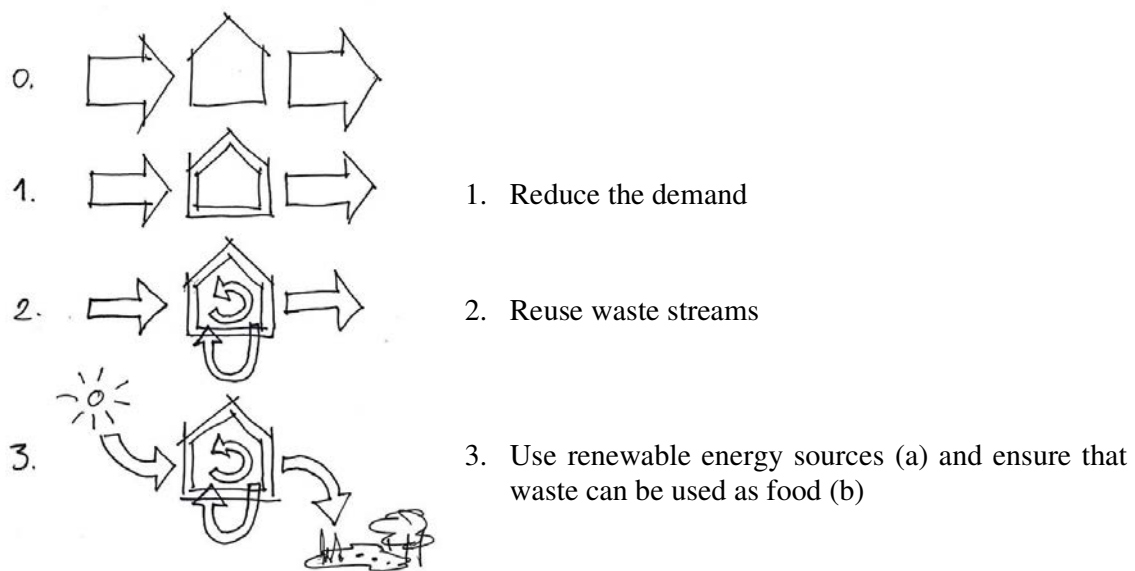 0.
1.
1. Reduce the demand
2.
2. Reuse waste streams
3.
3. Use renewable energy sources (a) and ensure that
waste can be used as food (b)